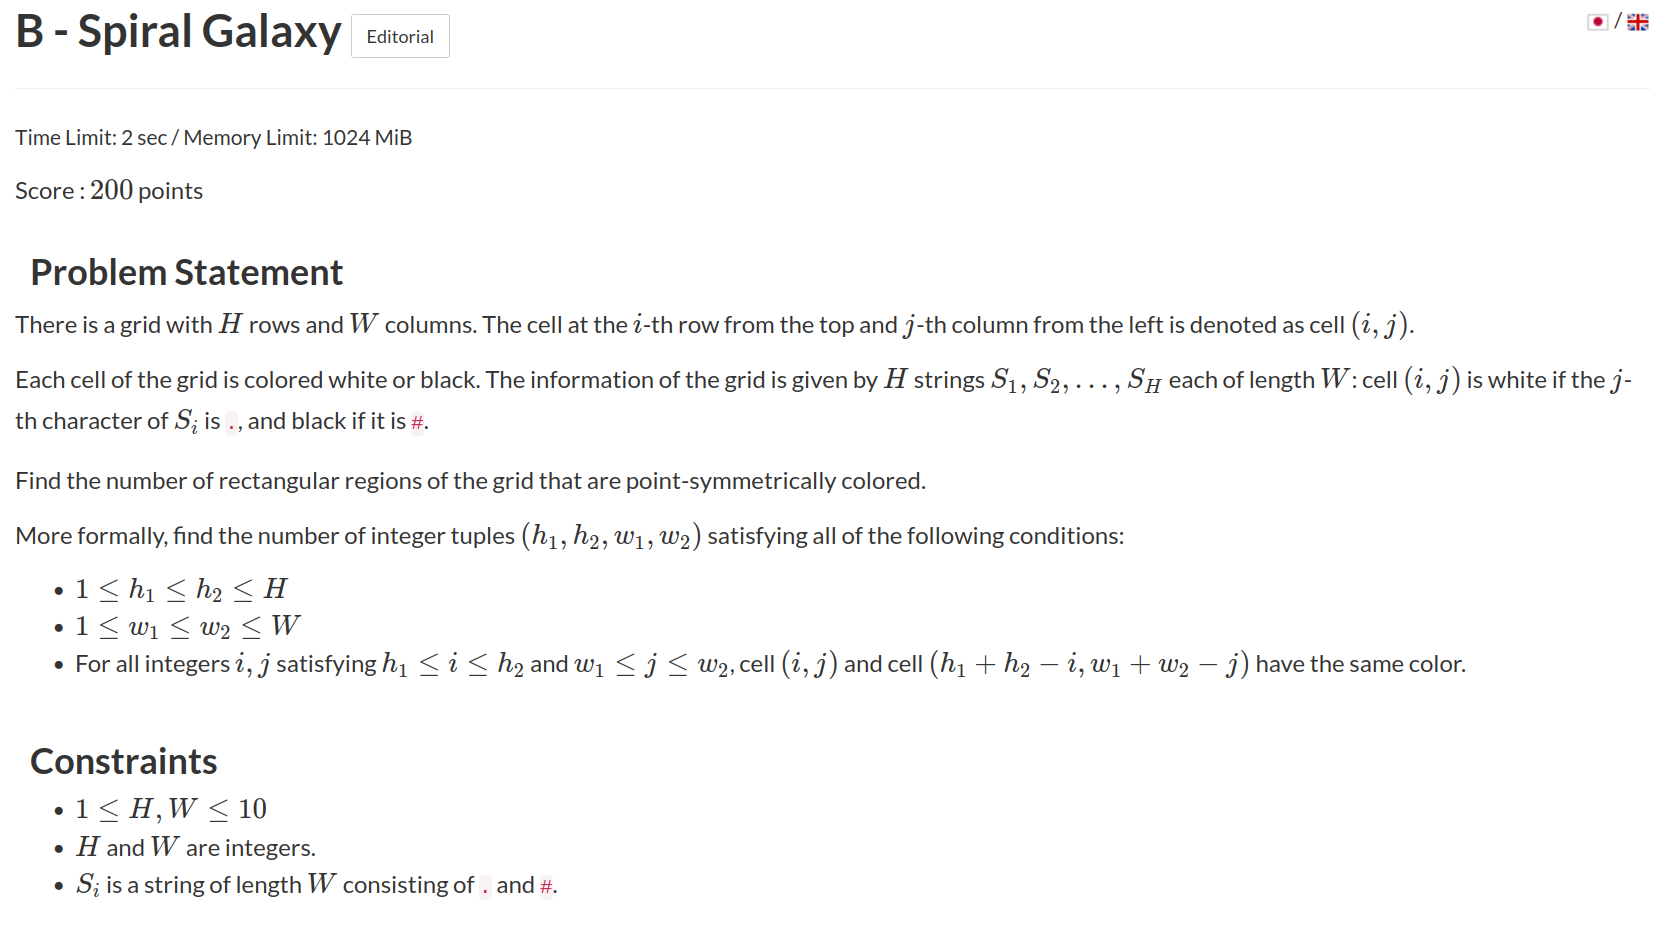 B - Spiral Galaxy Editorial
/
Time Limit: 2 sec / Memory Limit: 1024 MiB
Score : 200 points
Problem Statement
There is a grid with H rows and W columns. The cell at the i-th row from the top and j-th column from the left is denoted as cell (i, j).
Each cell of the grid is colored white or black. The information of the grid is given by H strings S₁, S₂, …, S_H each of length W: cell (i, j) is white if the j-
th character of Sᵢ is ., and black if it is #.
Find the number of rectangular regions of the grid that are point-symmetrically colored.
More formally, find the number of integer tuples (h₁, h₂, w₁, w₂) satisfying all of the following conditions:
• 1 ≤ h₁ ≤ h₂ ≤ H
• 1 ≤ w₁ ≤ w₂ ≤ W
• For all integers i, j satisfying h₁ ≤ i ≤ h₂ and w₁ ≤ j ≤ w₂, cell (i, j) and cell (h₁ + h₂ − i, w₁ + w₂ − j) have the same color.
Constraints
• 1 ≤ H, W ≤ 10
• H and W are integers.
• Sᵢ is a string of length W consisting of . and #.